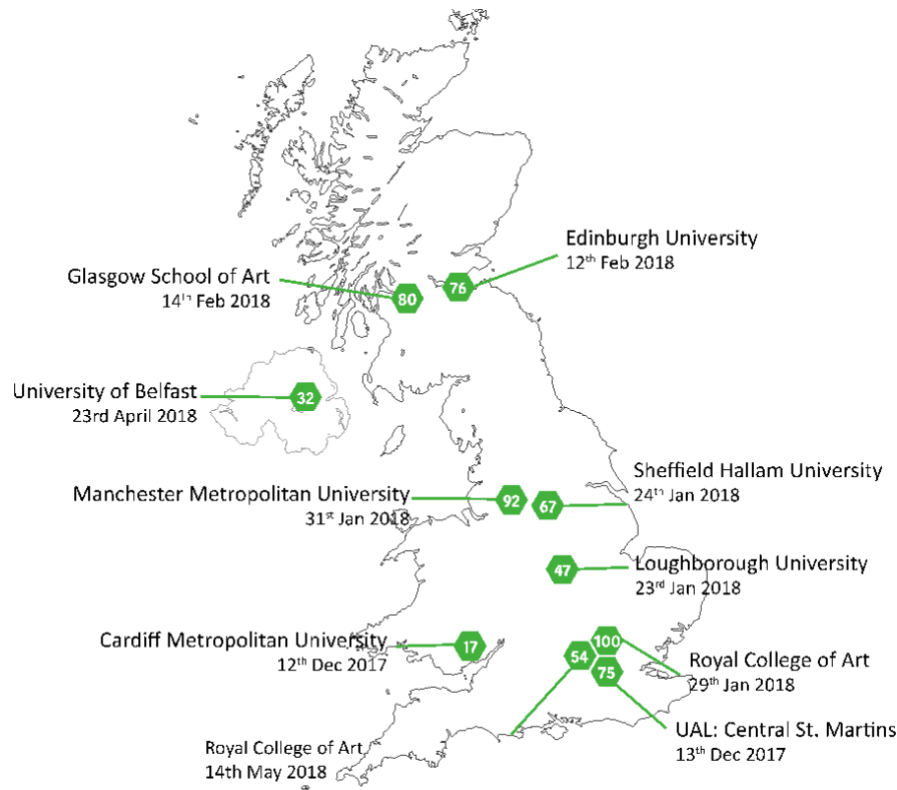 Edinburgh University
12th Feb 2018
Glasgow School of Art
14th Feb 2018
76
80
University of Belfast
23rd April 2018
32
Sheffield Hallam University
24th Jan 2018
Manchester Metropolitan University
31st Jan 2018
92
67
Loughborough University
23rd Jan 2018
47
Cardiff Metropolitan University
12th Dec 2017
17
100
54
75
Royal College of Art
29th Jan 2018
UAL: Central St. Martins
13th Dec 2017
Royal College of Art
14th May 2018